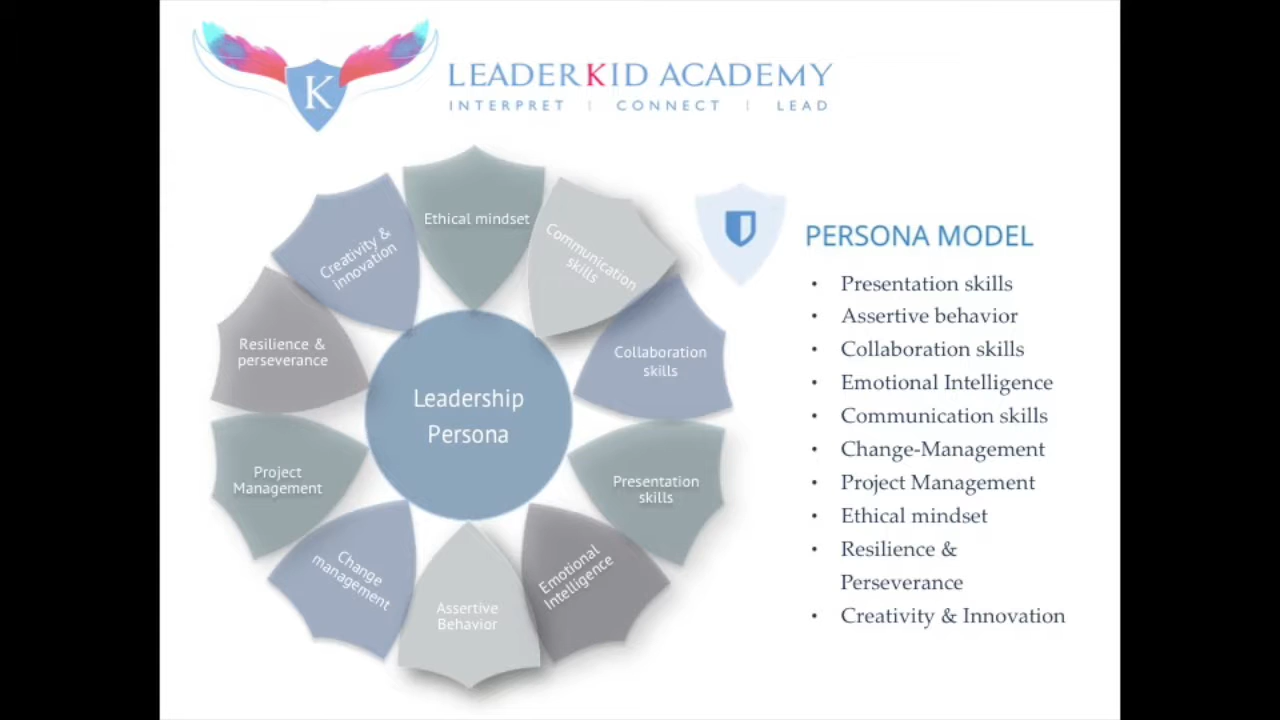 K
LEADERKID ACADEMY
INTERPRET | CONNECT | LEAD
Ethical mindset
Communication
skills
Collaboration
skills
Presentation
skills
Emotional
Intelligence
Assertive
Behavior
Change
management
Project
Management
Resilience &
perseverance
Creativity &
innovation
Leadership
Persona
PERSONA MODEL
• Presentation skills
• Assertive behavior
• Collaboration skills
• Emotional Intelligence
• Communication skills
• Change-Management
• Project Management
• Ethical mindset
• Resilience &
Perseverance
• Creativity & Innovation